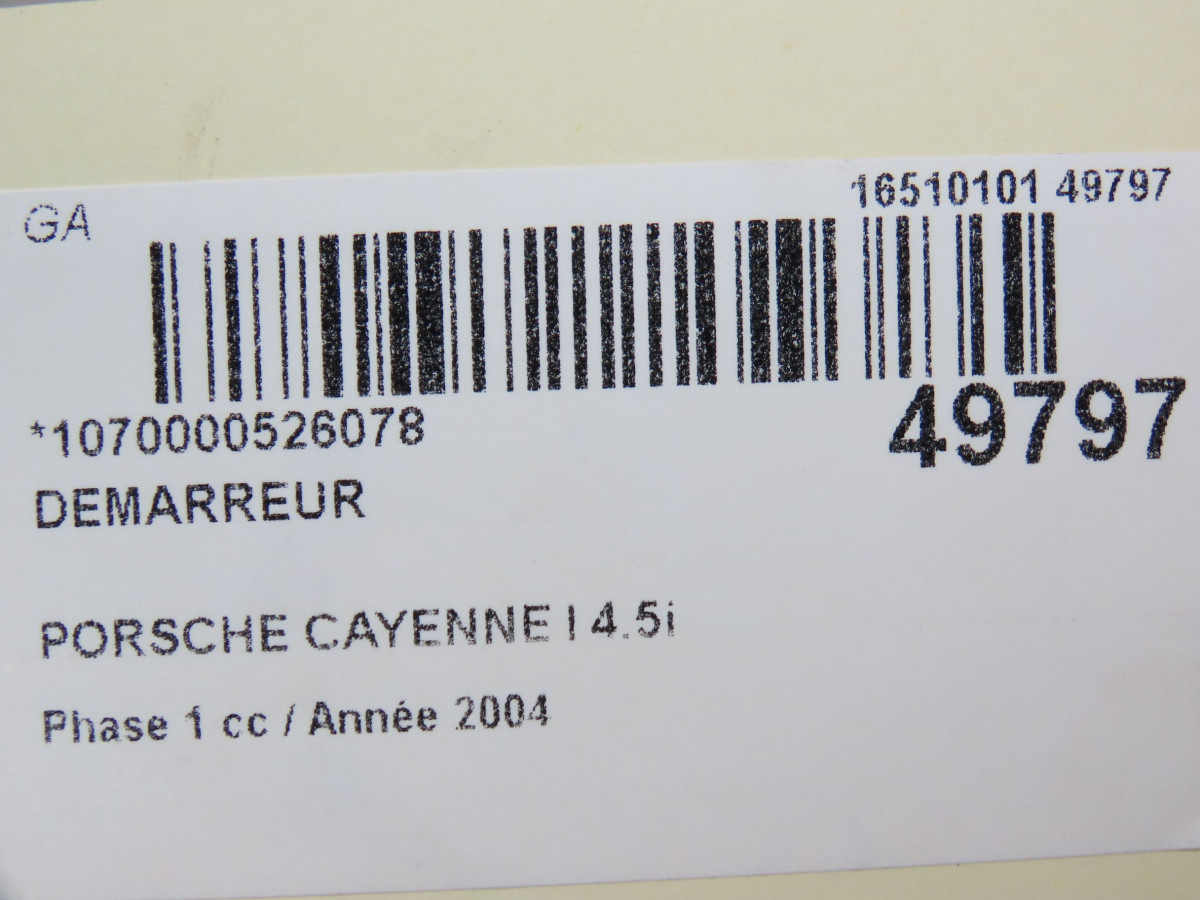 GA
16510101 49797
*1070000526078
49797
DEMARREUR
PORSCHE CAYENNE I 4.5i
Phase 1 cc / Année 2004